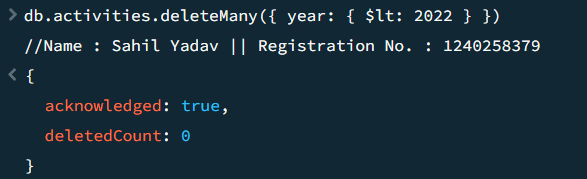 > db.activities.deleteMany({ year: { $lt: 2022 } })
//Name : Sahil Yadav || Registration No. : 1240258379
< {
acknowledged: true,
deletedCount: 0
}